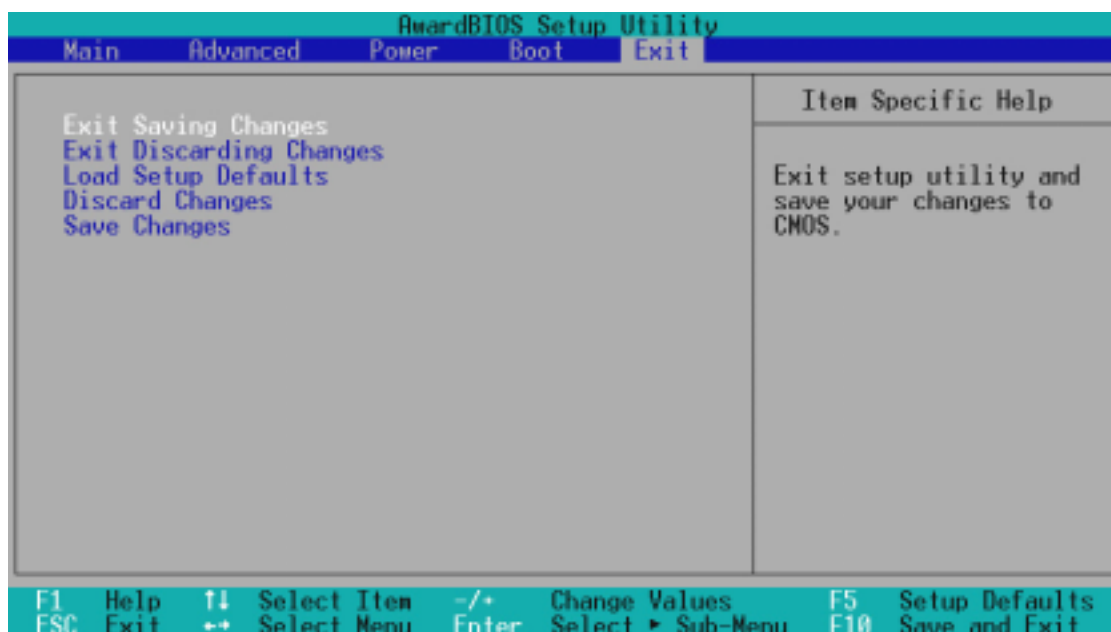 AwardBIOS Setup Utility
Main Advanced Power Boot Exit
Item Specific Help
Exit Saving Changes
Exit Discarding Changes
Load Setup Defaults
Discard Changes
Save Changes
Exit setup utility and
save your changes to
CMOS.
F1 Help ↑↓ Select Item -/+ Change Values F5 Setup Defaults
ESC Exit ←→ Select Menu Enter Select ► Sub-Menu F10 Save and Exit